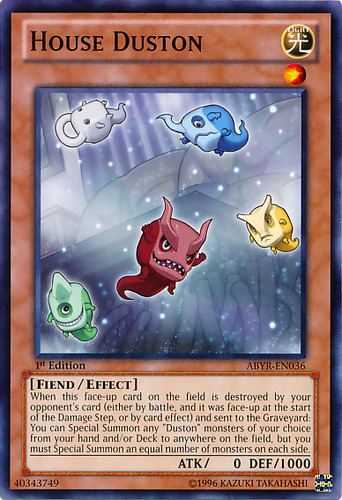 HOUSE DUSTON
LIGHT
光
1st Edition
ABYR-EN036
[FIEND / EFFECT]
When this face-up card on the field is destroyed by your
opponent's card (either by battle, and it was face-up at the start
of the Damage Step, or by card effect) and sent to the Graveyard:
You can Special Summon any "Duston" monsters of your choice
from your hand and/or Deck to anywhere on the field, but you
must Special Summon an equal number of monsters on each side.
ATK/ 0 DEF/1000
40343749
©1996 KAZUKI TAKAHASHI